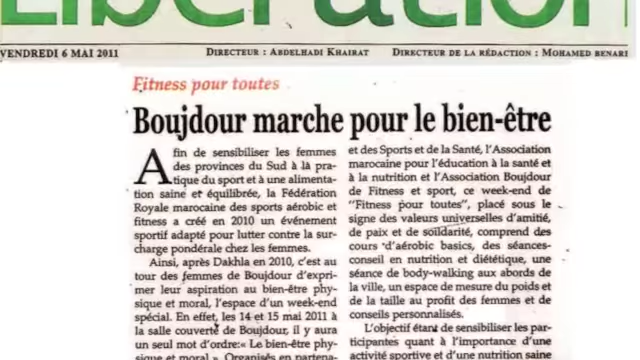 Libération
VENDREDI 6 MAI 2011
DIRECTEUR : ABDELHADI KHAIRAT
DIRECTEUR DE LA RÉDACTION : MOHAMED BENARI
Fitness pour toutes
Boujdour marche pour le bien-être
Afin de sensibiliser les femmes
des provinces du Sud à là pra-
tique du sport et à une alimenta-
tion saine et équilibrée, la Fédération
Royale marocaine des sports aérobic et
fitness a créé en 2010 un événement
sportif adapté pour lutter contre la sur-
charge pondérale chez les femmes.
Ainsi, après Dakhla en 2010, c'est au
tour des femmes de Boujdour d'expri-
mer leur aspiration au bien-être phy-
sique et moral, l'espace d'un week-end
spécial. En effet, les 14 et 15 mai 2011 à
la salle couverte de Boujdour, il y aura
un seul mot d'ordre:« Le bien-être phy-
sique et moral ». Organisés en partena-
et des Sports et de la Santé, l'Association
marocaine pour l'éducation à la santé et
à la nutrition et l'Association Boujdour
de Fitness et sport, ce week-end de
"Fitness pour toutes", placé sous le
signe des valeurs universelles d'amitié,
de paix et de solidarité, comprend des
cours 'd'aérobic basics, des séances-
conseil en nutrition et diététique, une
séance de body-walking aux abords de
la ville, un espace de mesure du poids et
de la taille au profit des femmes et de
conseils personnalisés.
L'objectif étant de sensibiliser les par-
ticipantes quant à l'importance d'une
activité sportive et d'une nutrition saine